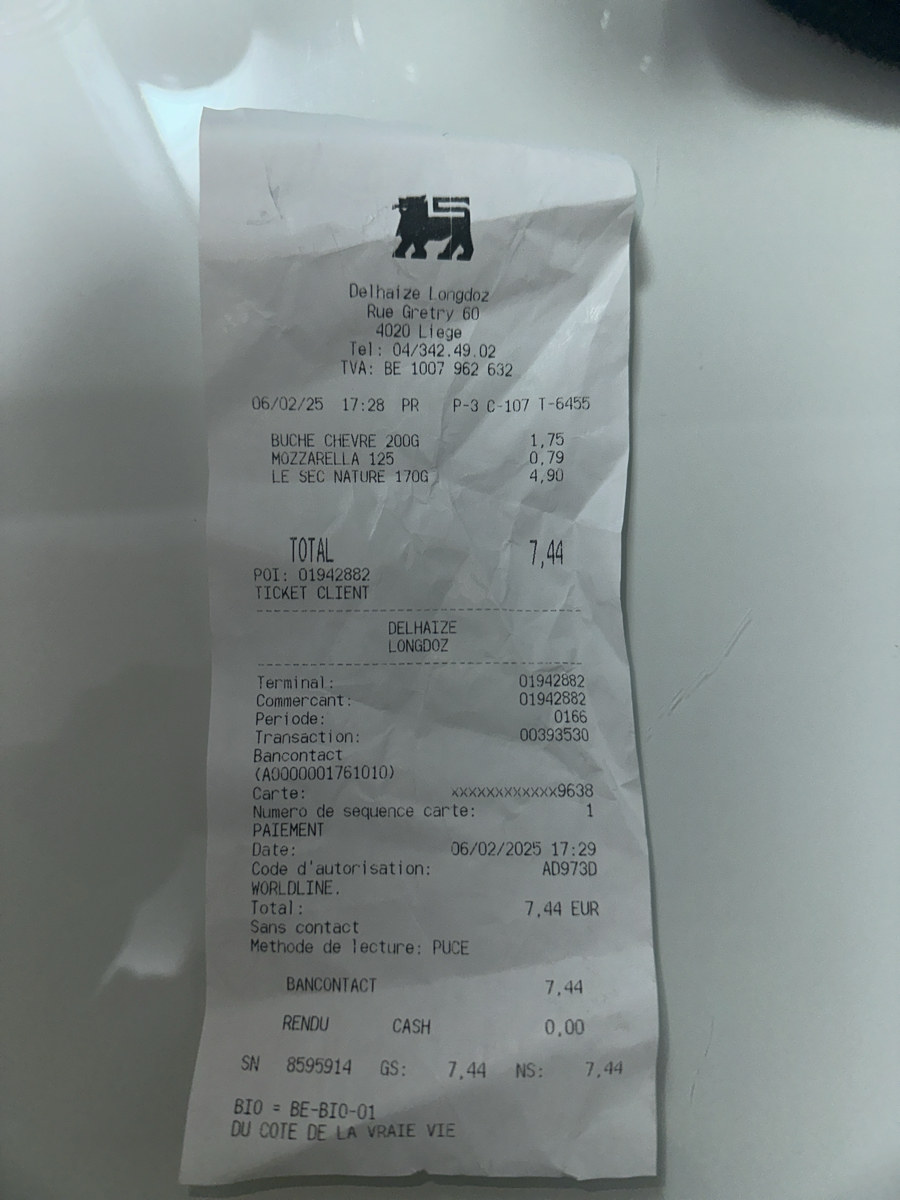 Delhaize Longdoz
Rue Gretry 60
4020 Liege
Tel: 04/342.49.02
TVA: BE 1007 962 632
06/02/25 17:28 PR P-3 C-107 T-6455
BUCHE CHEVRE 200G 1,75
MOZZARELLA 125 0,79
LE SEC NATURE 170G 4,90
TOTAL 7,44
POI: 01942882
TICKET CLIENT
--------------------------------
DELHAIZE
LONGDOZ
--------------------------------
Terminal: 01942882
Commercant: 01942882
Periode: 0166
Transaction: 00393530
Bancontact
(A0000001761010)
Carte: xxxxxxxxxxxx9638
Numero de sequence carte: 1
PAIEMENT
Date: 06/02/2025 17:29
Code d'autorisation: AD973D
WORLDLINE.
Total: 7,44 EUR
Sans contact
Methode de lecture: PUCE
BANCONTACT 7,44
RENDU CASH 0,00
SN 8595914 GS: 7,44 NS: 7,44
BIO = BE-BIO-01
DU COTE DE LA VRAIE VIE